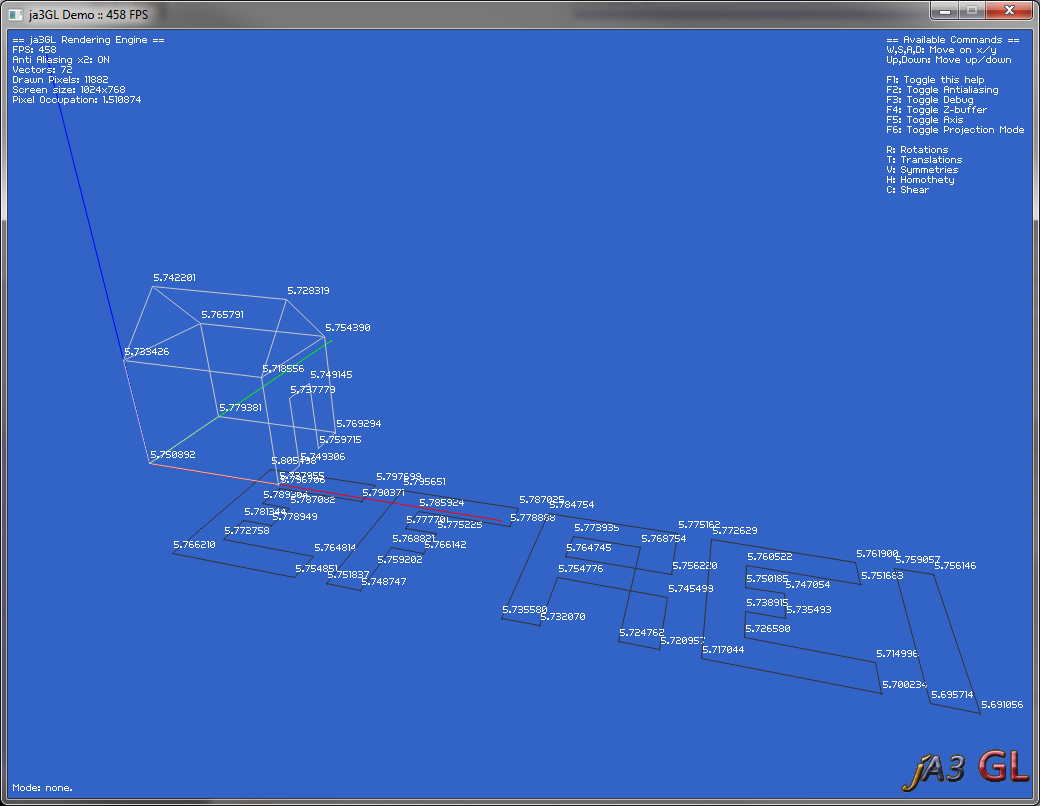 ja3GL Demo :: 458 FPS
== ja3GL Rendering Engine ==
FPS: 458
Anti Aliasing x2: ON
Vectors: 72
Drawn Pixels: 11882
Screen size: 1024x768
Pixel Occupation: 1.510874
== Available Commands ==
W,S,A,D: Move on x/y
Up,Down: Move up/down
F1: Toggle this help
F2: Toggle Antialiasing
F3: Toggle Debug
F4: Toggle Z-buffer
F5: Toggle Axis
F6: Toggle Projection Mode
R: Rotations
T: Translations
V: Symmetries
H: Homothety
C: Shear
5.742201
5.728319
5.765791
5.754390
5.733426
5.718556
5.749145
5.737779
5.779381
5.769294
5.759715
5.750892
5.749306
5.737955
5.796706
5.797699
5.795651
5.790371
5.787082
5.785924
5.787025
5.784754
5.781344
5.778949
5.777701
5.775225
5.778868
5.773935
5.775162
5.772629
5.772758
5.768821
5.766142
5.768754
5.766210
5.764814
5.764745
5.759202
5.760522
5.761900
5.759057
5.756146
5.754851
5.751837
5.748747
5.754776
5.756220
5.750185
5.747054
5.751683
5.745499
5.738915
5.735493
5.735580
5.732070
5.726580
5.724762
5.720957
5.717044
5.714996
5.700234
5.695714
5.691056
Mode: none.
jA3 GL